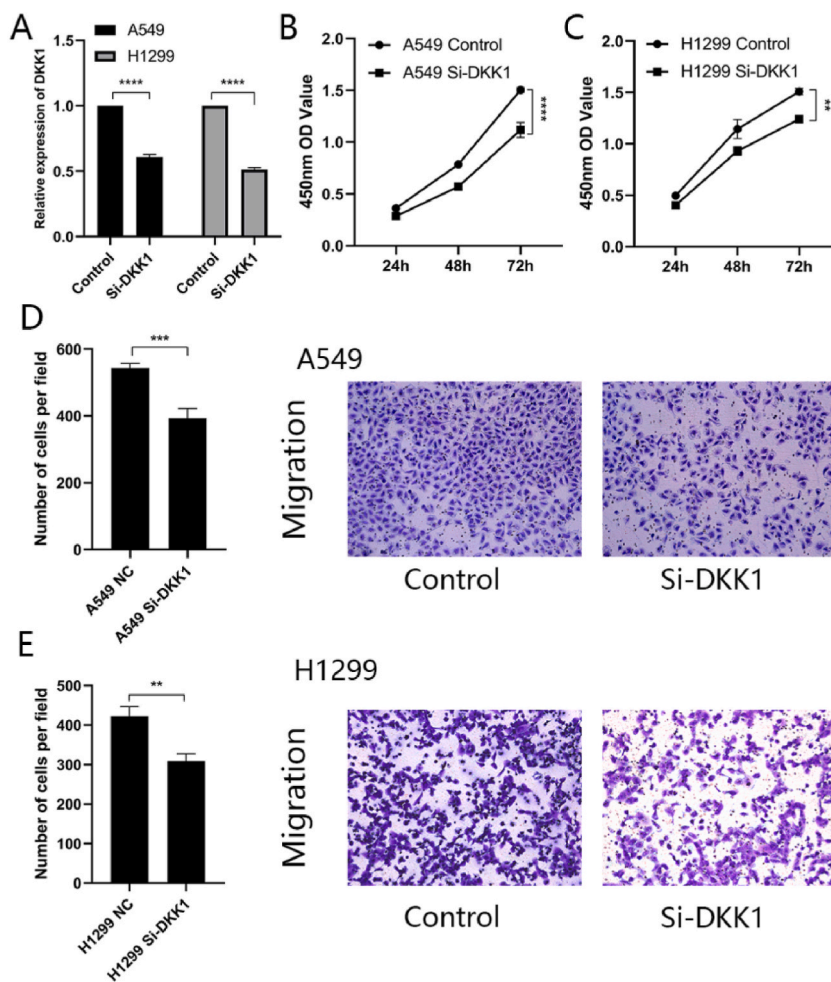 A
A549
H1299
Relative expression of DKK1
1.5
1.0
0.5
0.0
****
****
Control
Si-DKK1
Control
Si-DKK1
B
A549 Control
A549 Si-DKK1
450nm OD Value
2.0
1.5
1.0
0.5
0.0
24h 48h 72h
****
C
H1299 Control
H1299 Si-DKK1
450nm OD Value
2.0
1.5
1.0
0.5
0.0
24h 48h 72h
**
D
Number of cells per field
600
400
200
0
***
A549 NC
A549 Si-DKK1
A549
Migration
Control
Si-DKK1
E
Number of cells per field
500
400
300
200
100
0
**
H1299 NC
H1299 Si-DKK1
H1299
Migration
Control
Si-DKK1